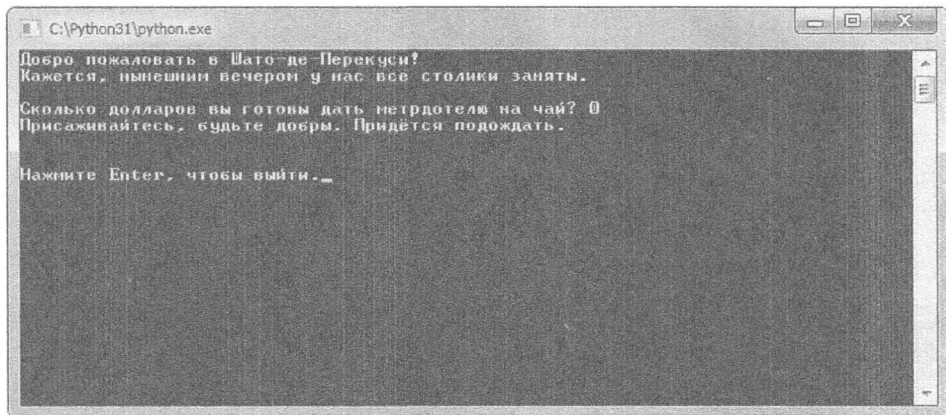 C:\Python31\python.exe
Добро пожаловать в Шато-де-Перекуси!
Кажется, нынешним вечером у нас все столики заняты.
Сколько долларов вы готовы дать метрдотелю на чай? 0
Присаживайтесь, будьте добры. Придётся подождать.
Нажмите Enter, чтобы выйти._